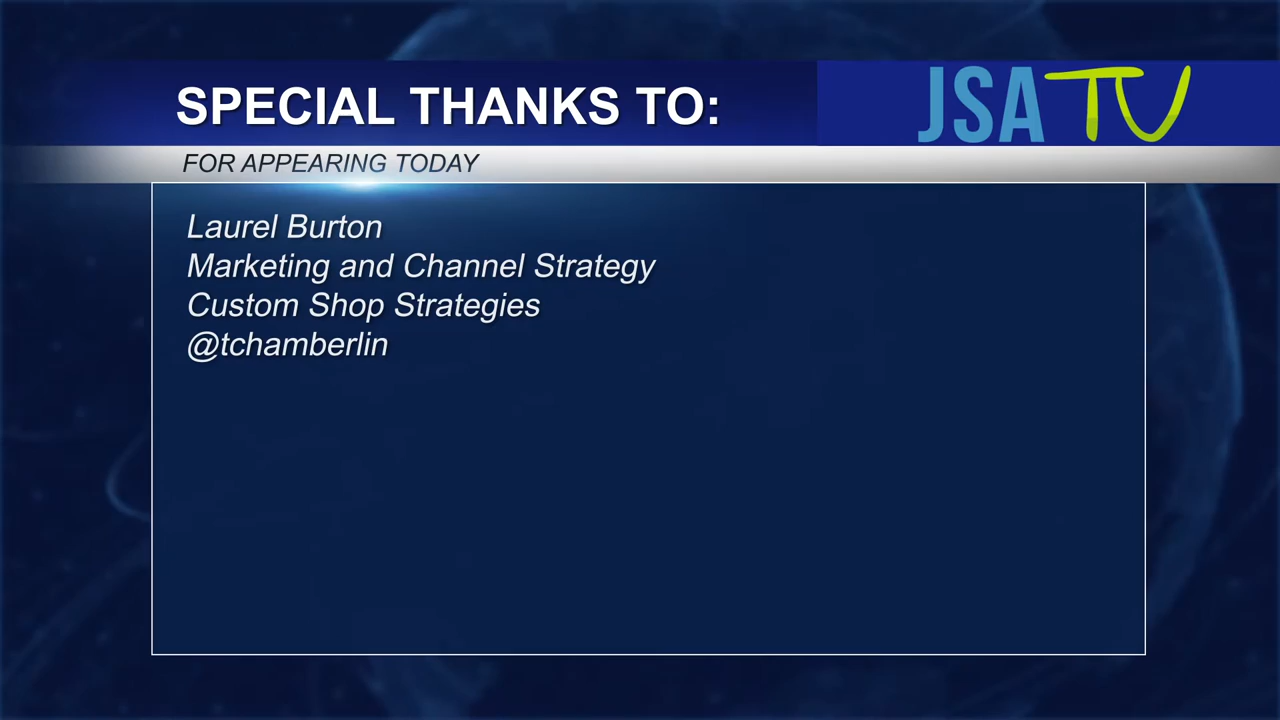 SPECIAL THANKS TO:
JSA TV
FOR APPEARING TODAY
Laurel Burton
Marketing and Channel Strategy
Custom Shop Strategies
@tchamberlin